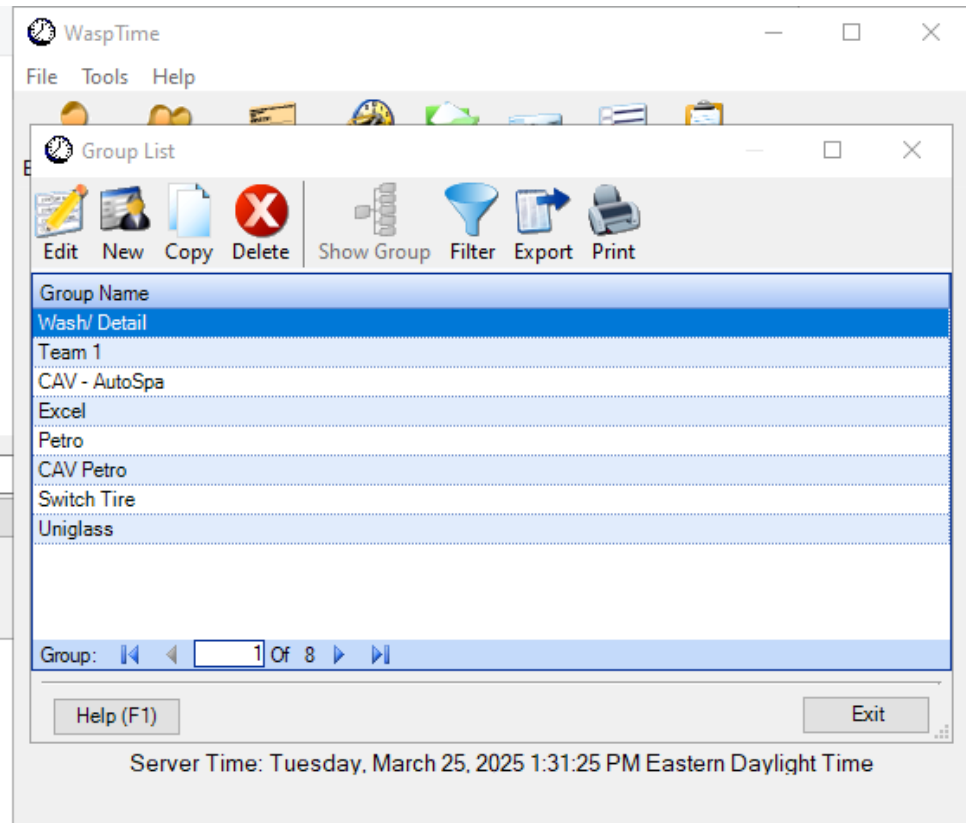 WaspTime
File Tools Help
Group List
Edit New Copy Delete Show Group Filter Export Print
Group Name
Wash/ Detail
Team 1
CAV - AutoSpa
Excel
Petro
CAV Petro
Switch Tire
Uniglass
Group: 1 Of 8
Help (F1) Exit
Server Time: Tuesday, March 25, 2025 1:31:25 PM Eastern Daylight Time